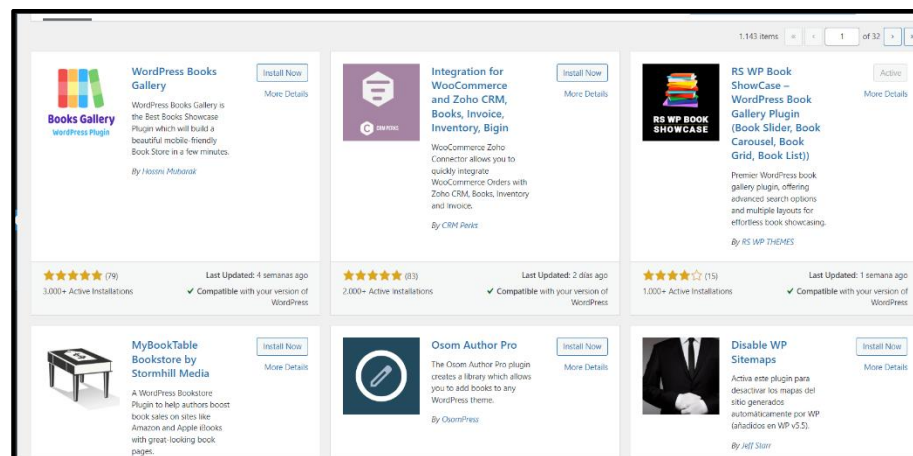 1.143 items « ‹ 1 of 32 ›
Books Gallery
WordPress Plugin
WordPress Books
Gallery
Install Now
More Details
WordPress Books Gallery is
the Best Books Showcase
Plugin which will build a
beautiful mobile-friendly
Book Store in a few minutes.
By Hossni Mubarak
(79)
3.000+ Active Installations
Last Updated: 4 semanas ago
✔ Compatible with your version of
WordPress
CRM PERKS
Integration for
WooCommerce
and Zoho CRM,
Books, Invoice,
Inventory, Bigin
Install Now
More Details
WooCommerce Zoho
Connector allows you to
quickly integrate
WooCommerce Orders with
Zoho CRM, Books, Inventory
and Invoice.
By CRM Perks
(83)
2.000+ Active Installations
Last Updated: 2 días ago
✔ Compatible with your version of
WordPress
RS WP BOOK
SHOWCASE
RS WP Book
ShowCase –
WordPress Book
Gallery Plugin
(Book Slider, Book
Carousel, Book
Grid, Book List))
Active
More Details
Premier WordPress book
gallery plugin, offering
advanced search options
and multiple layouts for
effortless book showcasing.
By RS WP THEMES
(15)
1.000+ Active Installations
Last Updated: 1 semana ago
✔ Compatible with your version of
WordPress
MyBookTable
Bookstore by
Stormhill Media
Install Now
More Details
A WordPress Bookstore
Plugin to help authors boost
book sales on sites like
Amazon and Apple iBooks
with great-looking book
pages.
Osom Author Pro
Install Now
More Details
The Osom Author Pro plugin
creates a library which allows
you to add books to any
WordPress theme.
By OsomPress
Disable WP
Sitemaps
Install Now
More Details
Activa este plugin para
desactivar los mapas del
sitio generados
automáticamente por WP
(añadidos en WP v5.5).
By Jeff Starr